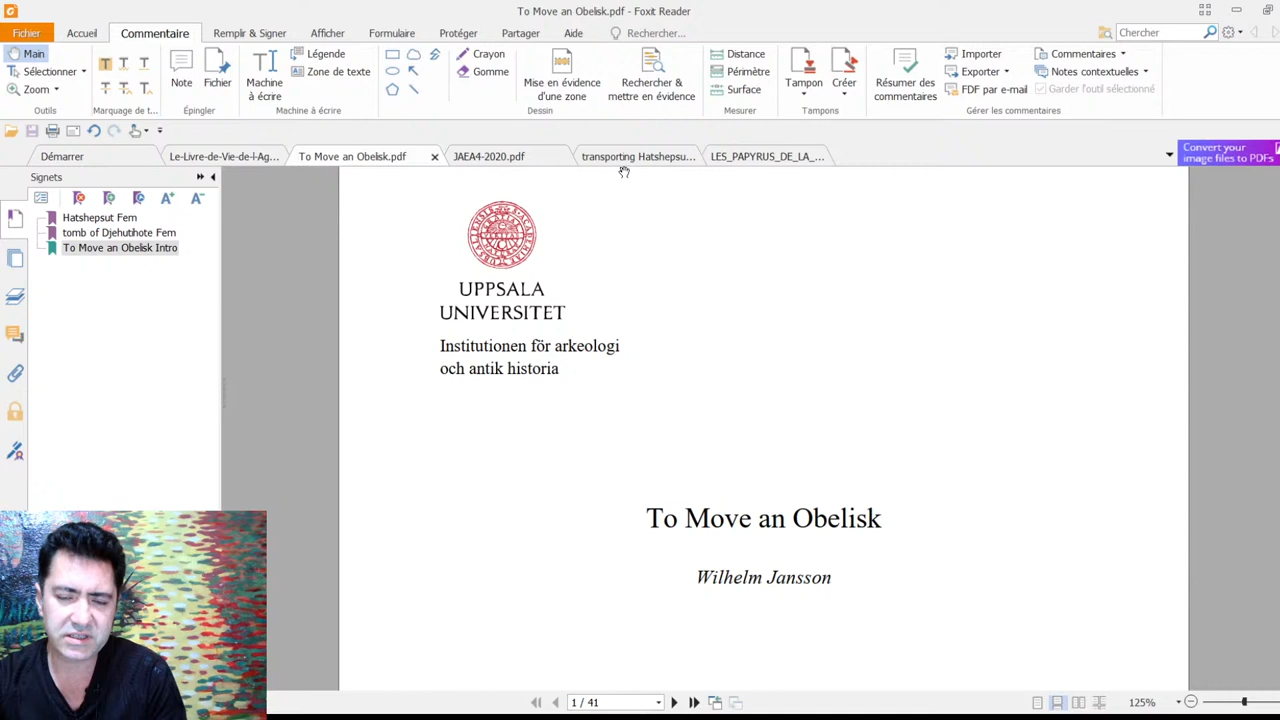 To Move an Obelisk.pdf - Foxit Reader
Fichier
Accueil
Commentaire
Remplir & Signer
Afficher
Formulaire
Protéger
Partager
Aide
Rechercher...
Chercher
Main
Sélectionner
Zoom
Outils
Marquage de t...
Note
Fichier
Épingler
Machine
à écrire
Légende
Zone de texte
Machine à écrire
Crayon
Gomme
Mise en évidence
d'une zone
Rechercher &
mettre en évidence
Dessin
Distance
Périmètre
Surface
Mesurer
Tampon
Créer
Tampons
Résumer des
commentaires
Importer
Exporter
FDF par e-mail
Commentaires
Notes contextuelles
Garder l'outil sélectionné
Gérer les commentaires
Démarrer
Le-Livre-de-Vie-de-l-Ag...
To Move an Obelisk.pdf
JAEA4-2020.pdf
transporting Hatshepsu...
LES_PAPYRUS_DE_LA_...
Convert your
image files to PDFs
Signets
Hatshepsut Fem
tomb of Djehutihote Fem
To Move an Obelisk Intro
UPPSALA
UNIVERSITET
Institutionen för arkeologi
och antik historia
To Move an Obelisk
Wilhelm Jansson
1 / 41
125%